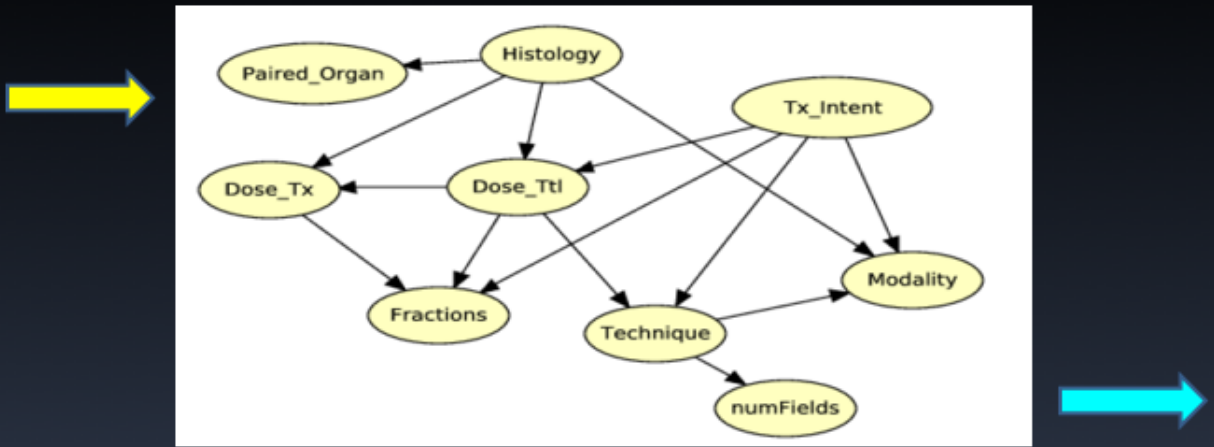 Histology
Paired_Organ
Tx_Intent
Dose_Tx
Dose_Ttl
Modality
Fractions
Technique
numFields